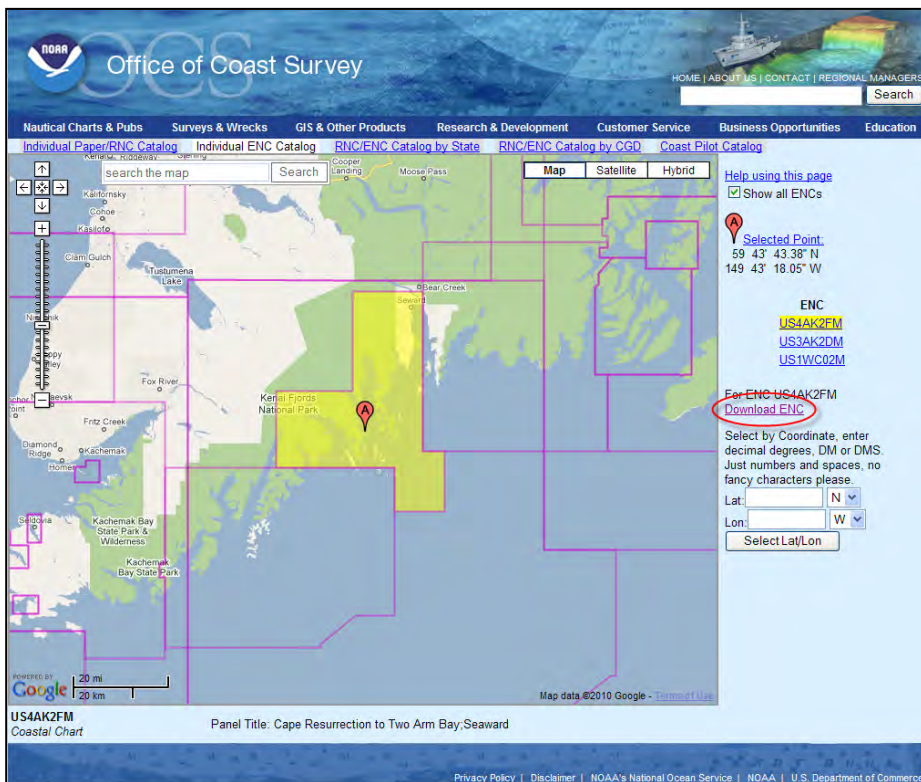 NOAA
OCS
Office of Coast Survey
HOME | ABOUT US | CONTACT | REGIONAL MANAGERS
Search
Nautical Charts & Pubs Surveys & Wrecks GIS & Other Products Research & Development Customer Service Business Opportunities Education
Individual Paper/RNC Catalog Individual ENC Catalog RNC/ENC Catalog by State RNC/ENC Catalog by CGD Coast Pilot Catalog
search the map Search
Map Satellite Hybrid
Ridgeway
Sterling
Cooper Landing
Moose Pass
Kalifornsky
Cohoe
Kasilof
Clam Gulch
Tustumena Lake
Bear Creek
Seward
Fox River
Kenai Fjords National Park
A
Fritz Creek
Diamond Ridge
Kachemak
Homer
Seldovia
Kachemak Bay State Park & Wilderness
Kachemak Bay State Park
POWERED BY Google
20 mi
20 km
Map data ©2010 Google - Terms of Use
Help using this page
Show all ENCs
A
Selected Point:
59 43' 43.38" N
149 43' 18.05" W
ENC
US4AK2FM
US3AK2DM
US1WC02M
For ENC US4AK2FM
Download ENC
Select by Coordinate, enter
decimal degrees, DM or DMS.
Just numbers and spaces, no
fancy characters please.
Lat: N
Lon: W
Select Lat/Lon
US4AK2FM
Coastal Chart
Panel Title: Cape Resurrection to Two Arm Bay;Seaward
Privacy Policy | Disclaimer | NOAA's National Ocean Service | NOAA | U.S. Department of Commerce